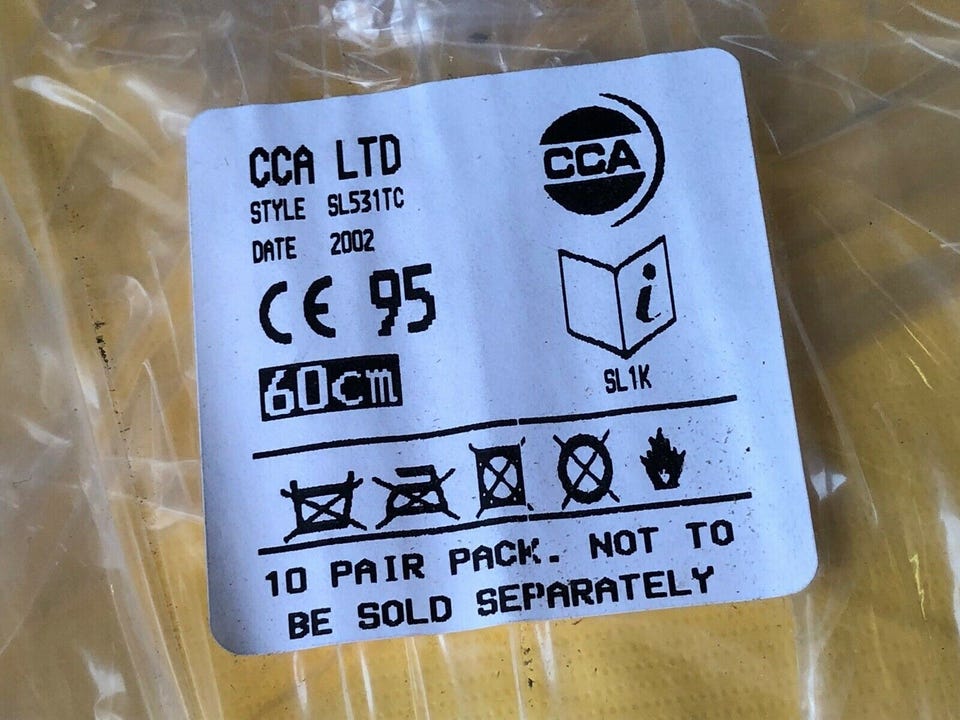 CCA LTD
STYLE SL531TC
DATE 2002
CE 95
60cm
CCA
i
SL1K
10 PAIR PACK. NOT TO
BE SOLD SEPARATELY